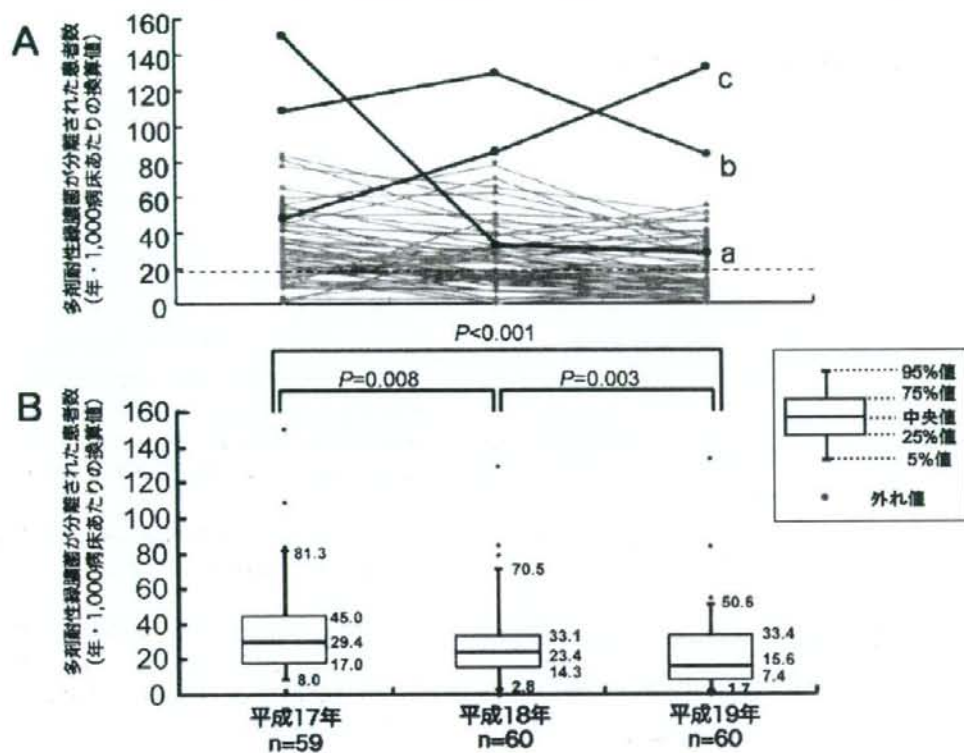 A
多剤耐性緑膿菌が分離された患者数
(年・1,000病床あたりの換算値)
160
140
120
100
80
60
40
20
0
c
b
a
P<0.001
P=0.008
P=0.003
B
多剤耐性緑膿菌が分離された患者数
(年・1,000病床あたりの換算値)
160
140
120
100
80
60
40
20
0
81.3
45.0
29.4
17.0
8.0
70.5
33.1
23.4
14.3
2.8
50.6
33.4
15.6
7.4
1.7
平成17年
n=59
平成18年
n=60
平成19年
n=60
95%値
75%値
中央値
25%値
5%値
外れ値